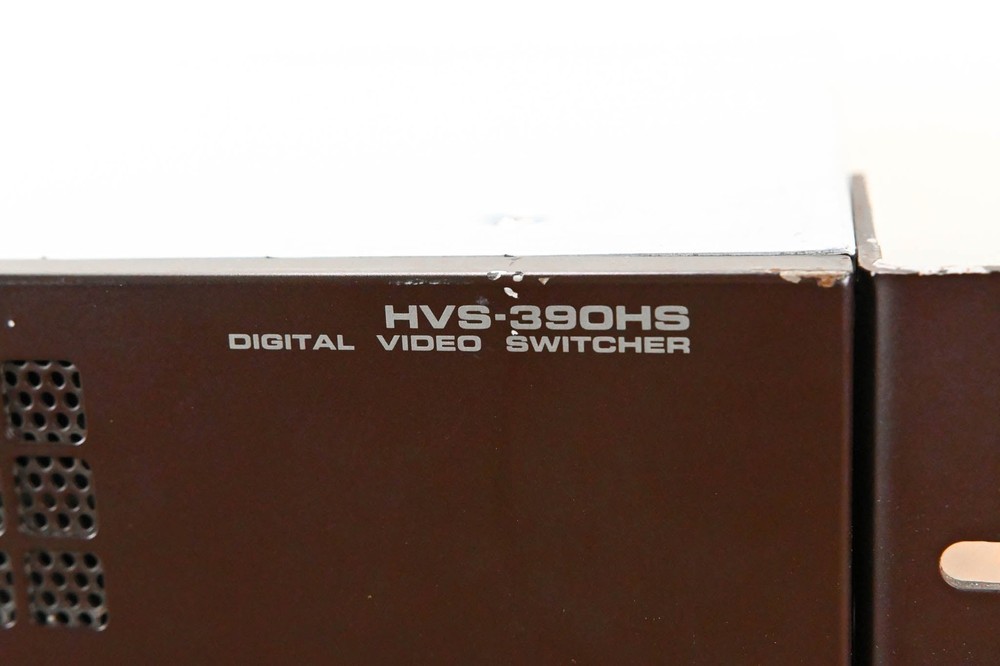 HVS-390HS
DIGITAL VIDEO SWITCHER